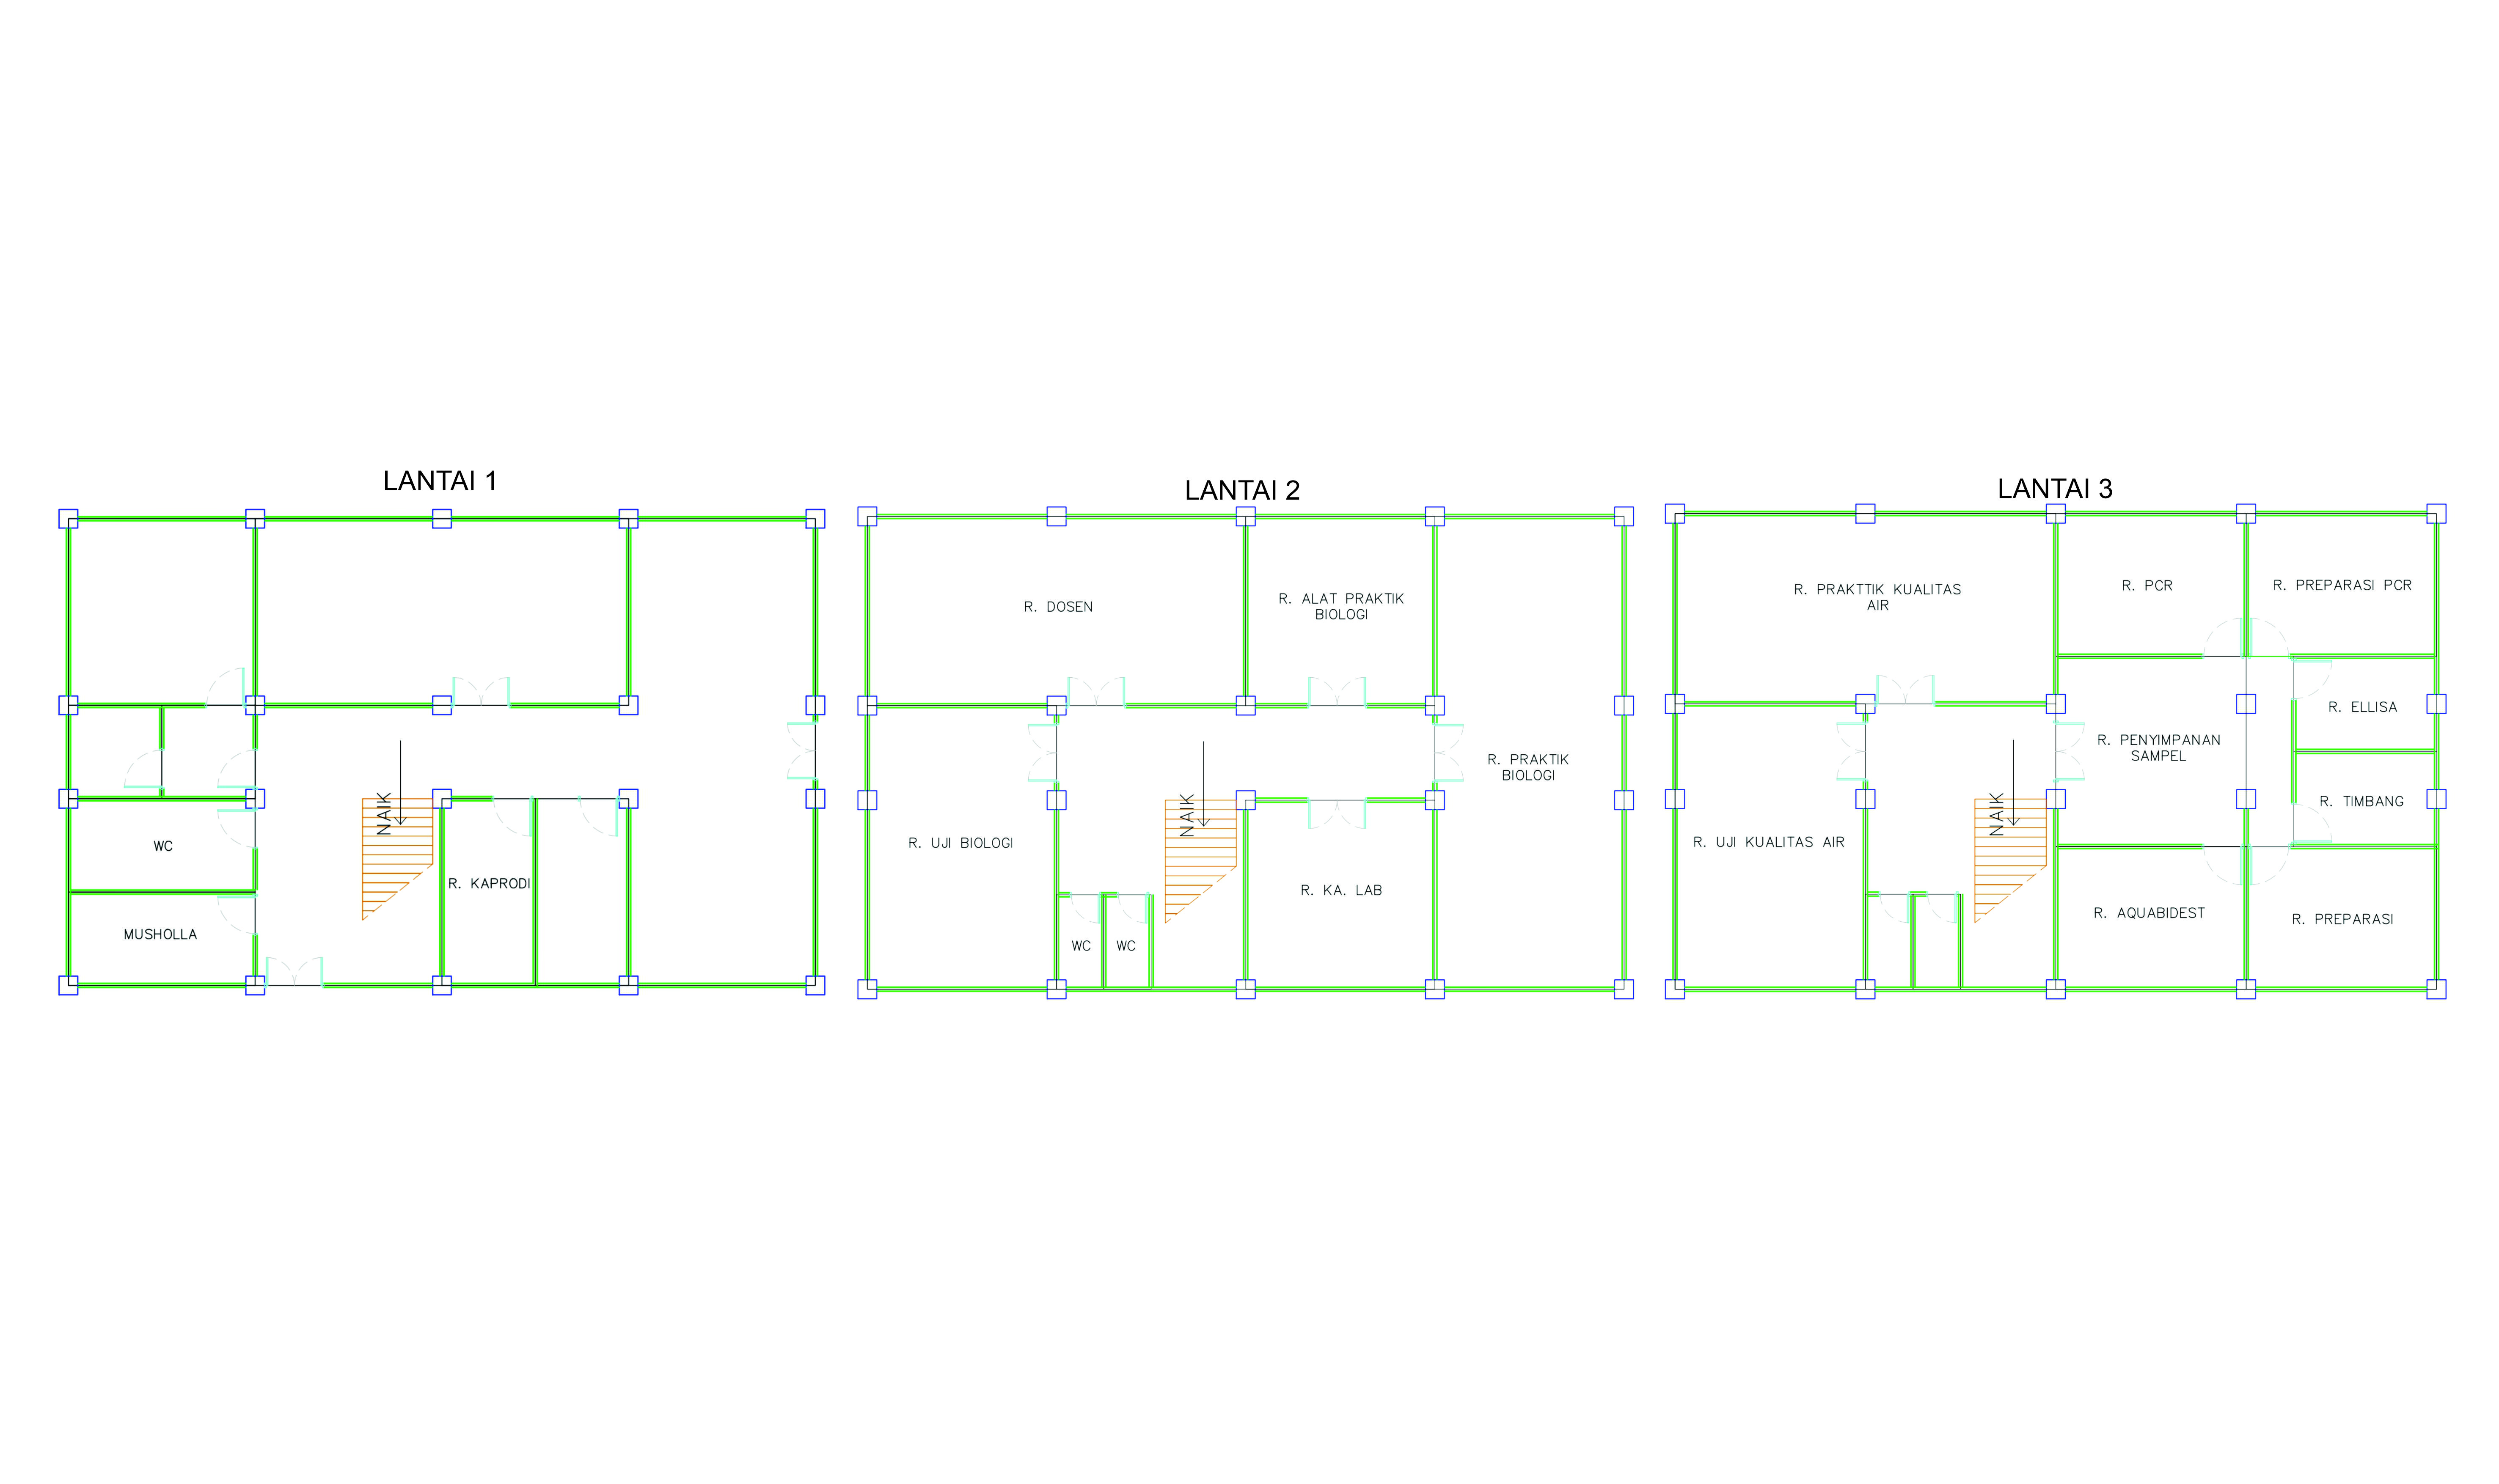 LANTAI 1
NAIK
WC
R. KAPRODI
MUSHOLLA
LANTAI 2
R. DOSEN
R. ALAT PRAKTIK
BIOLOGI
R. PRAKTIK
BIOLOGI
NAIK
R. UJI BIOLOGI
R. KA. LAB
WC
WC
LANTAI 3
R. PRAKTTIK KUALITAS
AIR
R. PCR
R. PREPARASI PCR
R. ELLISA
R. PENYIMPANAN
SAMPEL
R. TIMBANG
NAIK
R. UJI KUALITAS AIR
R. AQUABIDEST
R. PREPARASI